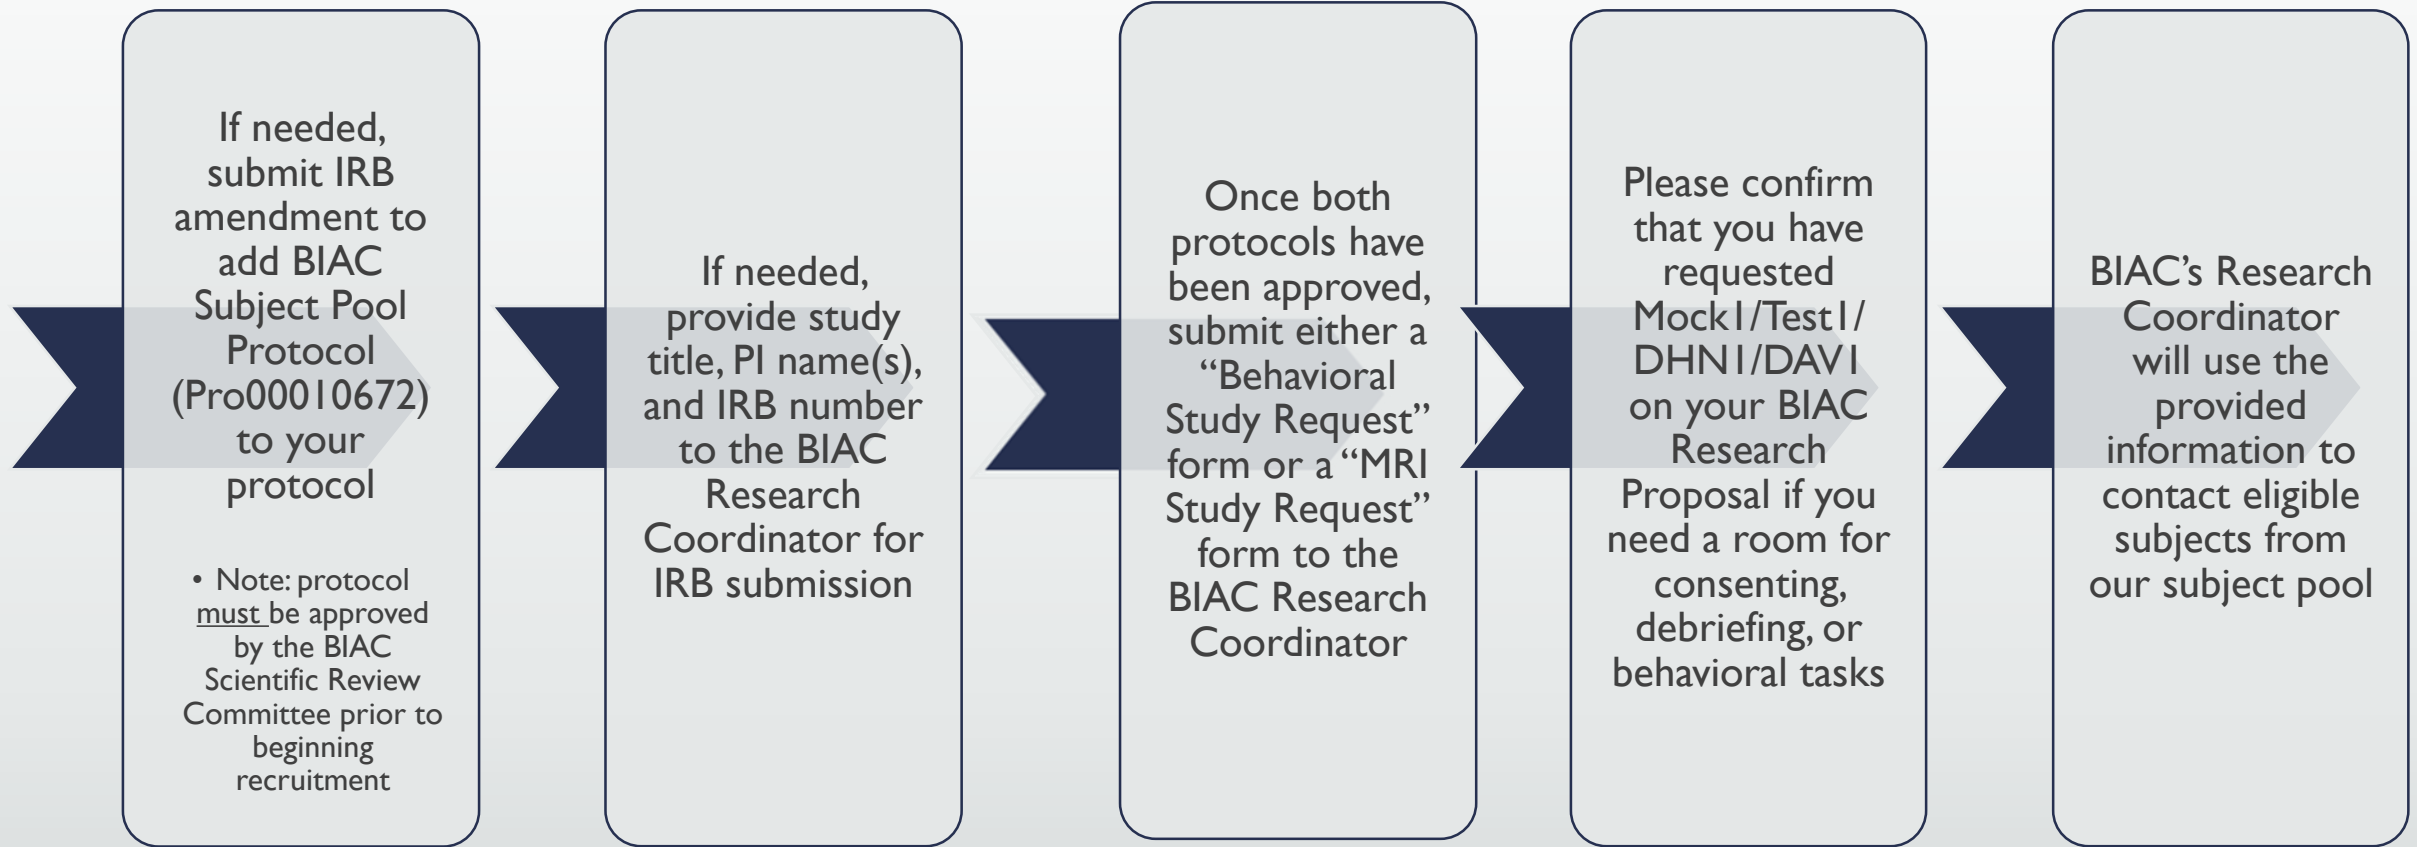 If needed,
submit IRB
amendment to
add BIAC
Subject Pool
Protocol
(Pro00010672)
to your
protocol
• Note: protocol
must be approved
by the BIAC
Scientific Review
Committee prior to
beginning
recruitment
If needed,
provide study
title, PI name(s),
and IRB number
to the BIAC
Research
Coordinator for
IRB submission
Once both
protocols have
been approved,
submit either a
“Behavioral
Study Request”
form or a “MRI
Study Request”
form to the
BIAC Research
Coordinator
Please confirm
that you have
requested
Mock1/Test1/
DHN1/DAV1
on your BIAC
Research
Proposal if you
need a room for
consenting,
debriefing, or
behavioral tasks
BIAC’s Research
Coordinator
will use the
provided
information to
contact eligible
subjects from
our subject pool